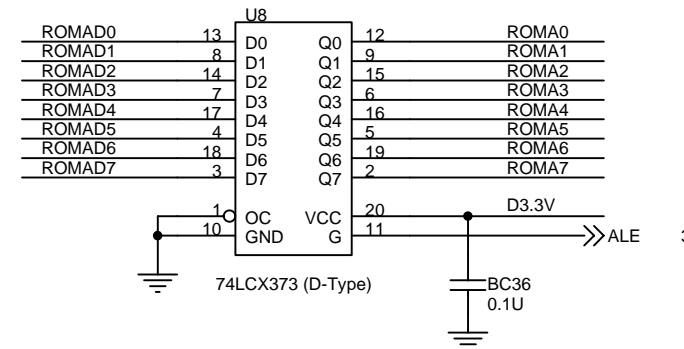 U8
ROMAD0 13 D0 Q0 12 ROMA0
ROMAD1 8 D1 Q1 9 ROMA1
ROMAD2 14 D2 Q2 15 ROMA2
ROMAD3 7 D3 Q3 6 ROMA3
ROMAD4 17 D4 Q4 16 ROMA4
ROMAD5 4 D5 Q5 5 ROMA5
ROMAD6 18 D6 Q6 19 ROMA6
ROMAD7 3 D7 Q7 2 ROMA7
1 OC VCC 20 D3.3V
10 GND G 11 ALE
74LCX373 (D-Type)
BC36
0.1U